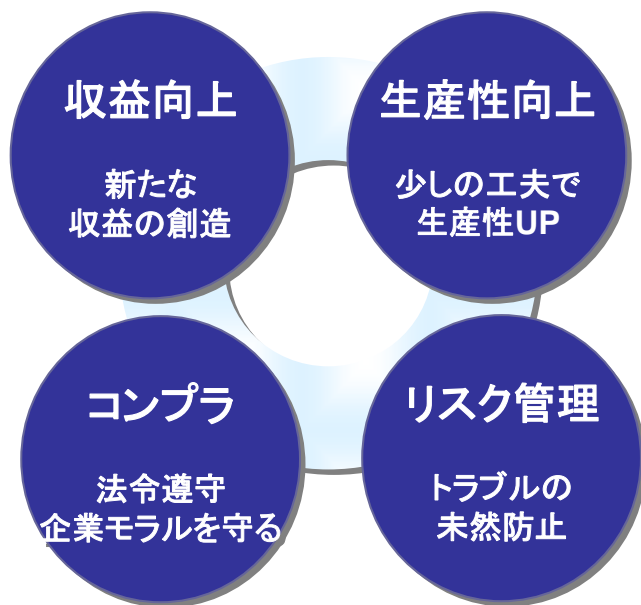 収益向上
新たな
収益の創造
生産性向上
少しの工夫で
生産性UP
コンプラ
法令遵守
企業モラルを守る
リスク管理
トラブルの
未然防止